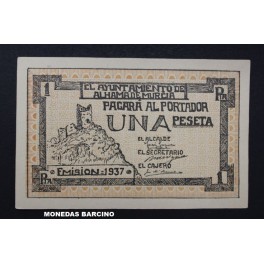 EL AYUNTAMIENTO DE
ALHAMA DE MURCIA
1 Pta
PAGARÁ AL PORTADOR
UNA PESETA
EL ALCALDE
EL SECRETARIO
EL CAJERO
EMISION: 1937
Pta 1
MONEDAS BARCINO